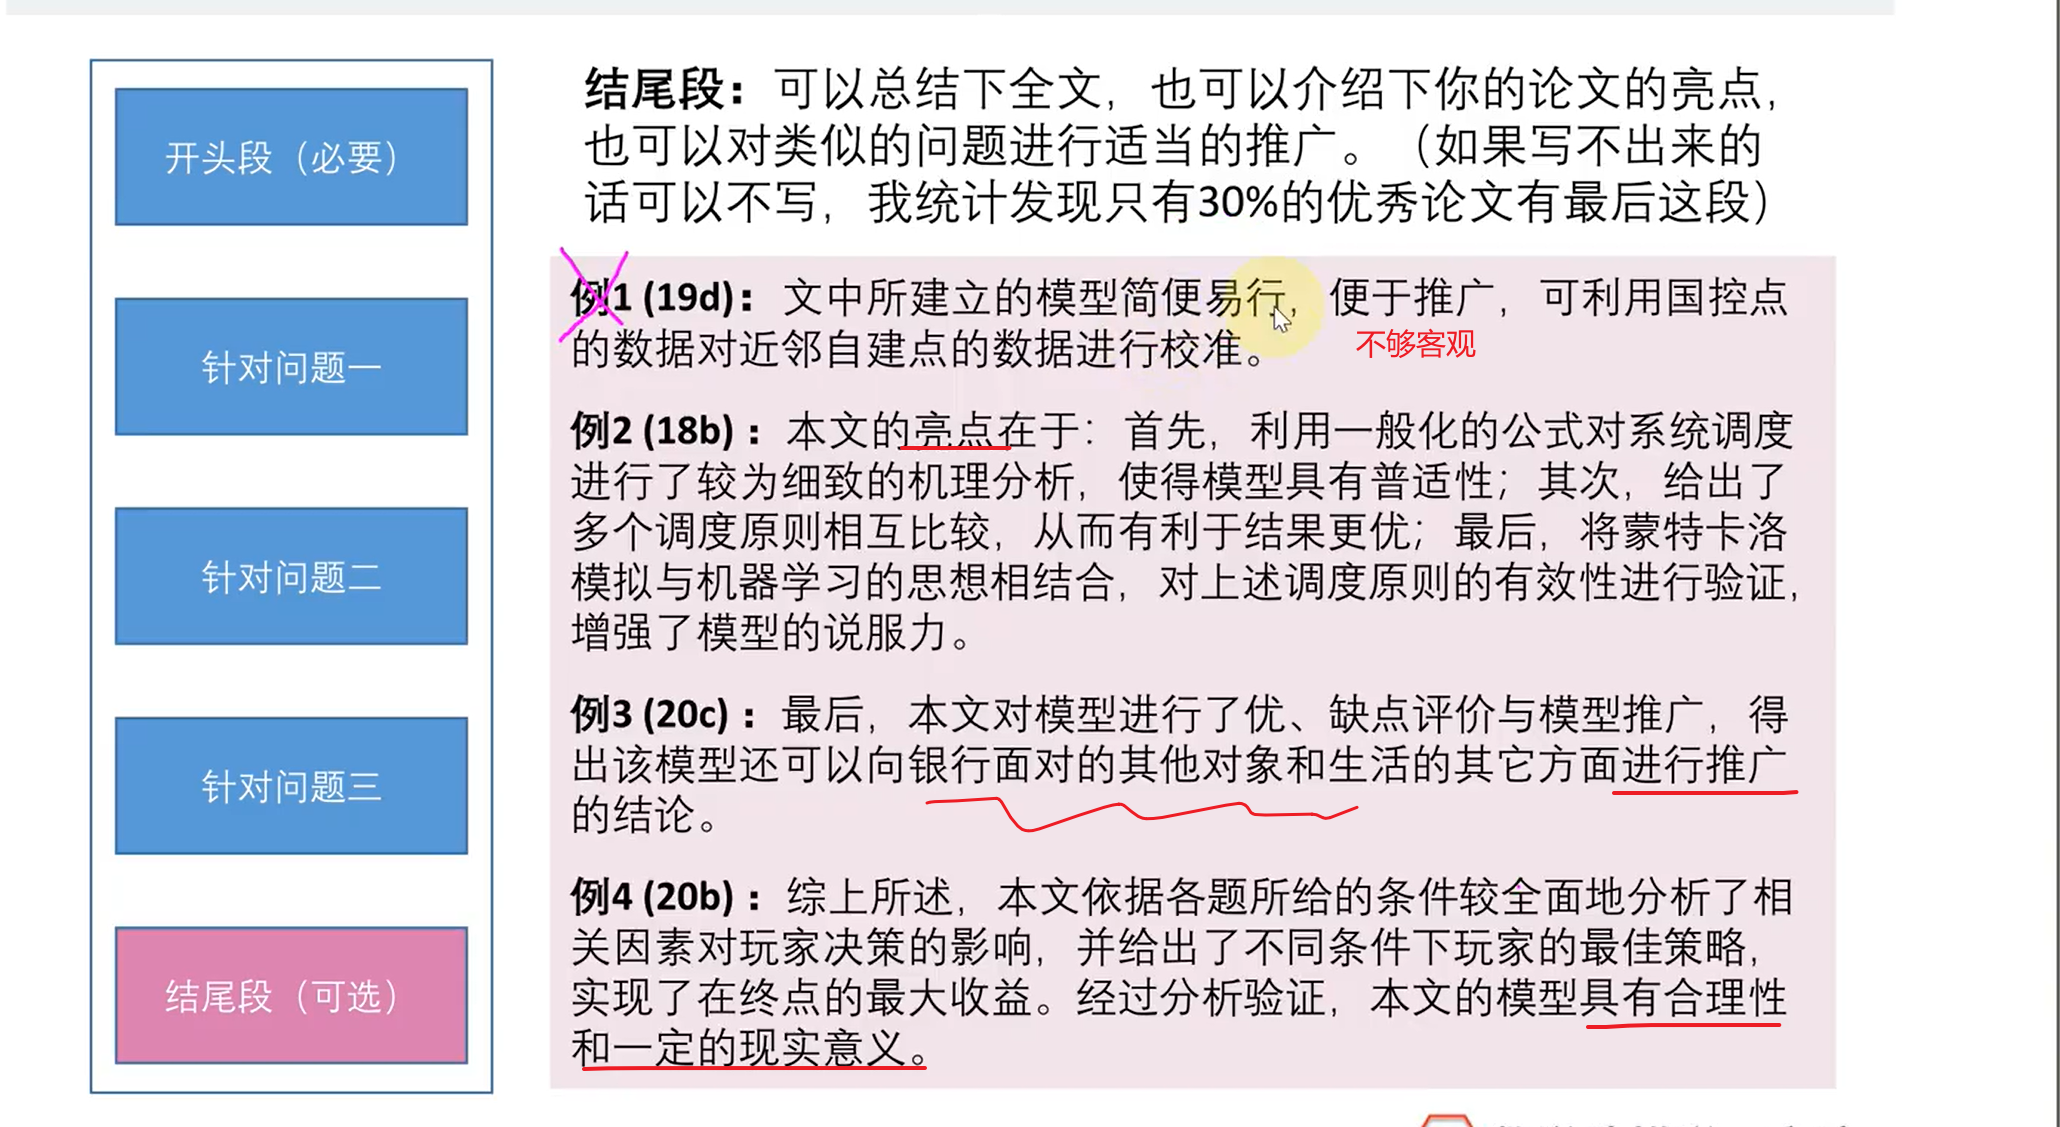 开头段（必要）
针对问题一
针对问题二
针对问题三
结尾段（可选）
结尾段：可以总结下全文，也可以介绍下你的论文的亮点，
也可以对类似的问题进行适当的推广。（如果写不出来的
话可以不写，我统计发现只有30%的优秀论文有最后这段）
例1 (19d)：文中所建立的模型简便易行，便于推广，可利用国控点
的数据对近邻自建点的数据进行校准。
不够客观
例2 (18b)：本文的亮点在于：首先，利用一般化的公式对系统调度
进行了较为细致的机理分析，使得模型具有普适性；其次，给出了
多个调度原则相互比较，从而有利于结果更优；最后，将蒙特卡洛
模拟与机器学习的思想相结合，对上述调度原则的有效性进行验证，
增强了模型的说服力。
例3 (20c)：最后，本文对模型进行了优、缺点评价与模型推广，得
出该模型还可以向银行面对的其他对象和生活的其它方面进行推广
的结论。
例4 (20b)：综上所述，本文依据各题所给的条件较全面地分析了相
关因素对玩家决策的影响，并给出了不同条件下玩家的最佳策略，
实现了在终点的最大收益。经过分析验证，本文的模型具有合理性
和一定的现实意义。